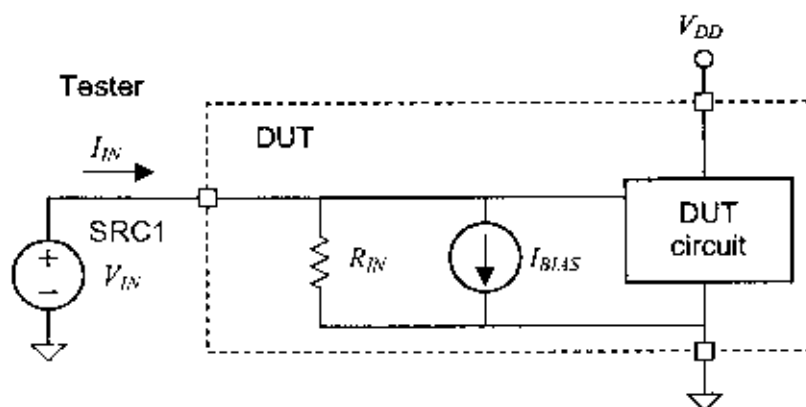 V_DD
Tester
DUT
I_IN
SRC1
V_IN
+
−
R_IN
I_BIAS
DUT
circuit